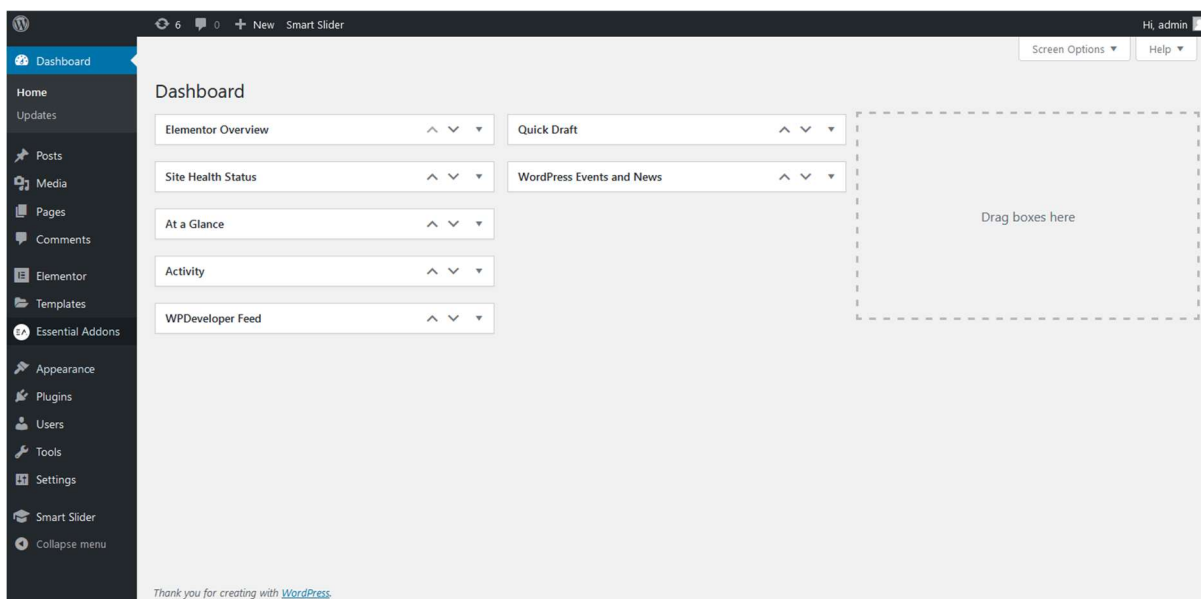 6 0 New Smart Slider Hi, admin
Screen Options Help
Dashboard
Home
Updates
Posts
Media
Pages
Comments
Elementor
Templates
Essential Addons
Appearance
Plugins
Users
Tools
Settings
Smart Slider
Collapse menu
Dashboard
Elementor Overview
Site Health Status
At a Glance
Activity
WPDeveloper Feed
Quick Draft
WordPress Events and News
Drag boxes here
Thank you for creating with WordPress.